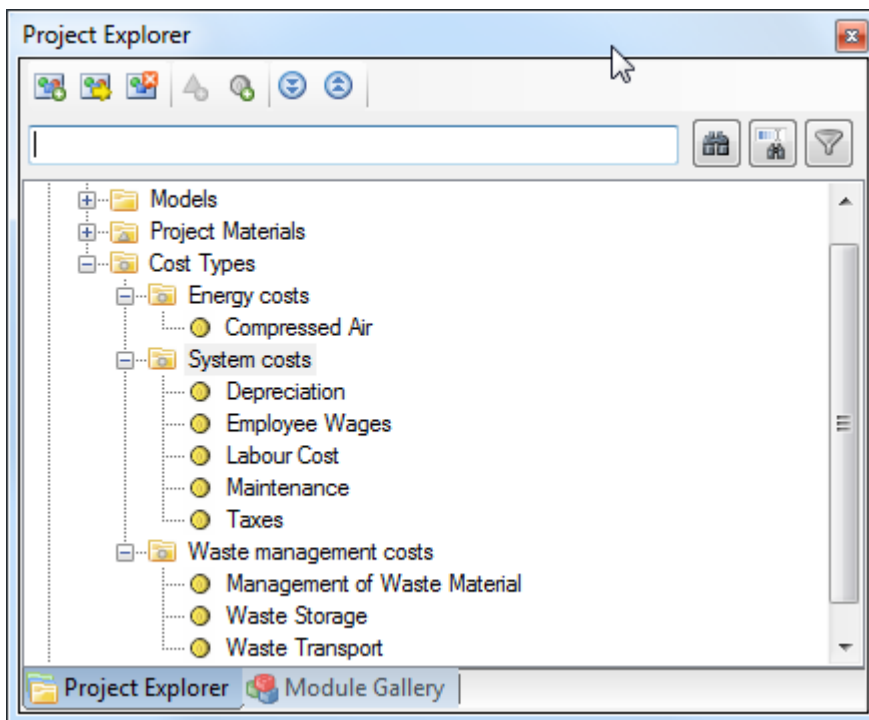 Project Explorer
Models
Project Materials
Cost Types
Energy costs
Compressed Air
System costs
Depreciation
Employee Wages
Labour Cost
Maintenance
Taxes
Waste management costs
Management of Waste Material
Waste Storage
Waste Transport
Project Explorer Module Gallery